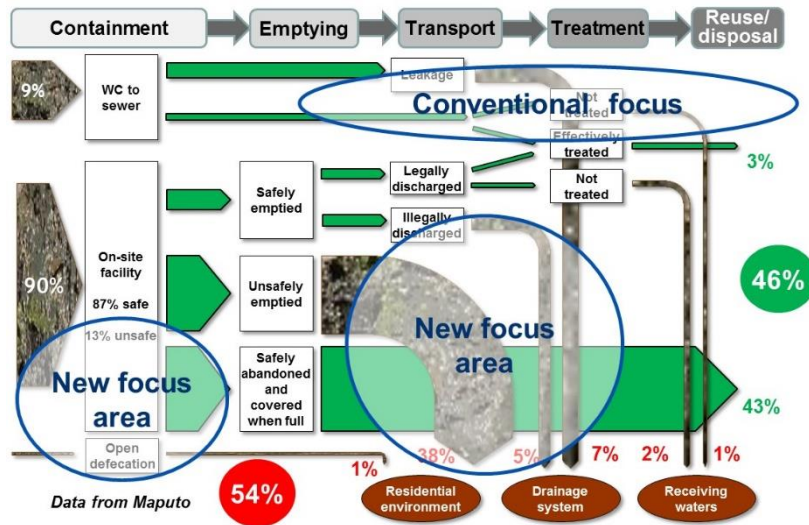 Containment
Emptying
Transport
Treatment
Reuse/
disposal
9%
WC to
sewer
Leakage
Not
treated
Conventional focus
Effectively
treated
3%
Legally
discharged
Not
treated
Safely
emptied
Illegally
discharged
90%
On-site
facility
87% safe
13% unsafe
Unsafely
emptied
46%
New focus
area
Safely
abandoned
and
covered
when full
New focus
area
43%
Open
defecation
1%
38%
5%
7%
2%
1%
Data from Maputo
54%
Residential
environment
Drainage
system
Receiving
waters